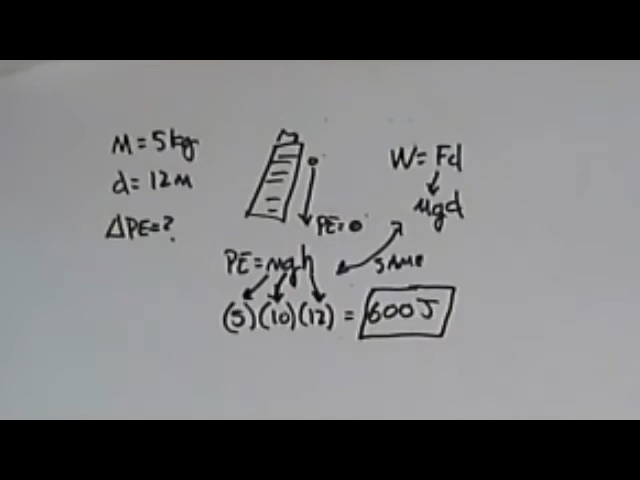 M = 5kg
d = 12M
ΔPE = ?
PE = 0
W = Fd
Mgd
PE = mgh
SAME
(5)(10)(12) = 600J